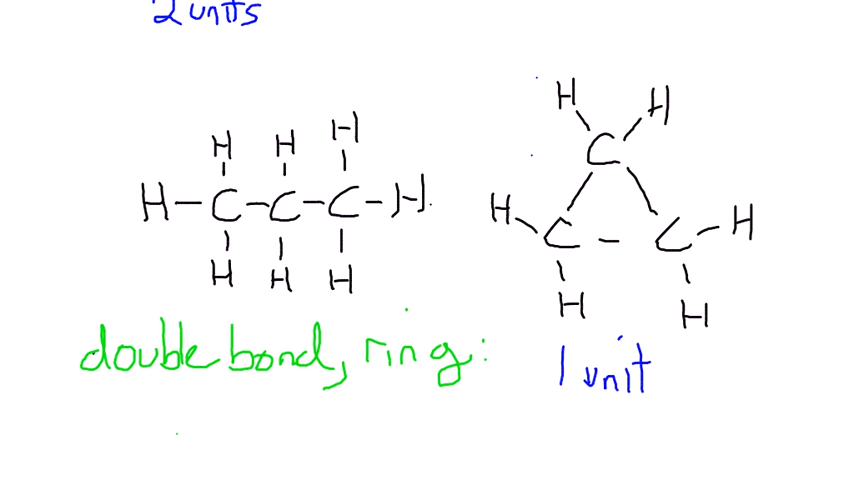 2 units
H H
H H H
C
H-C-C-C-H
H C - C H
H H H
H H
double bond, ring: 1 unit